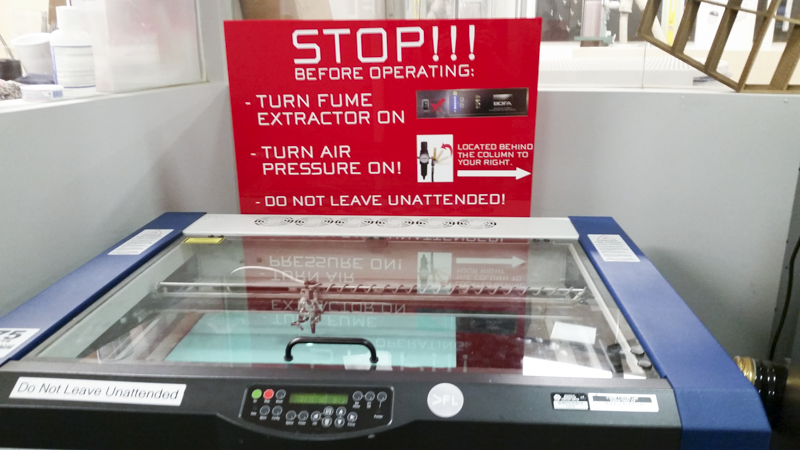 STOP!!!
BEFORE OPERATING:
- TURN FUME
EXTRACTOR ON
BOFA
- TURN AIR
PRESSURE ON!
LOCATED BEHIND
THE COLUMN TO
YOUR RIGHT.
- DO NOT LEAVE UNATTENDED!
Do Not Leave Unattended
>PL